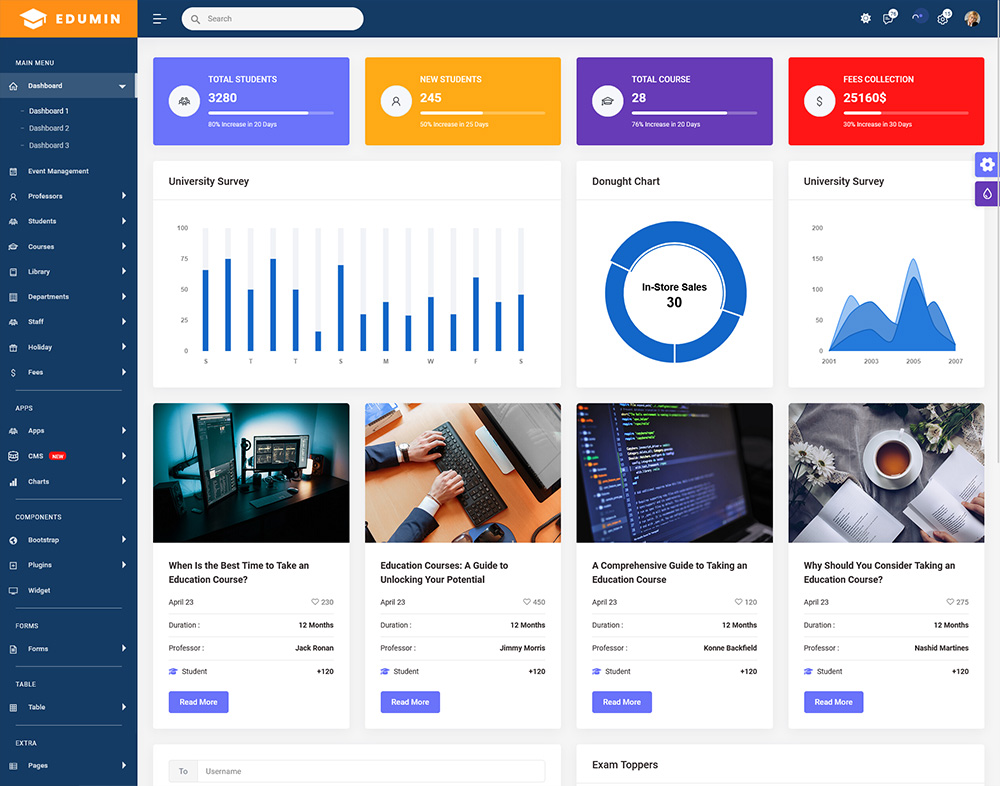 EDUMIN
Search
76
15
MAIN MENU
Dashboard
Dashboard 1
Dashboard 2
Dashboard 3
Event Management
Professors
Students
Courses
Library
Departments
Staff
Holiday
Fees
APPS
Apps
CMS NEW
Charts
COMPONENTS
Bootstrap
Plugins
Widget
FORMS
Forms
TABLE
Table
EXTRA
Pages
TOTAL STUDENTS
3280
80% Increase in 20 Days
NEW STUDENTS
245
50% Increase in 25 Days
TOTAL COURSE
28
76% Increase in 20 Days
FEES COLLECTION
25160$
30% Increase in 30 Days
University Survey
100
75
50
25
0
S T T S M W F S
Donught Chart
In-Store Sales
30
University Survey
200
150
100
50
0
2001 2003 2005 2007
When Is the Best Time to Take an
Education Course?
April 23 230
Duration : 12 Months
Professor : Jack Ronan
Student +120
Read More
Education Courses: A Guide to
Unlocking Your Potential
April 23 450
Duration : 12 Months
Professor : Jimmy Morris
Student +120
Read More
A Comprehensive Guide to Taking an
Education Course
April 23 120
Duration : 12 Months
Professor : Konne Backfield
Student +120
Read More
Why Should You Consider Taking an
Education Course?
April 23 275
Duration : 12 Months
Professor : Nashid Martines
Student +120
Read More
To Username
Exam Toppers